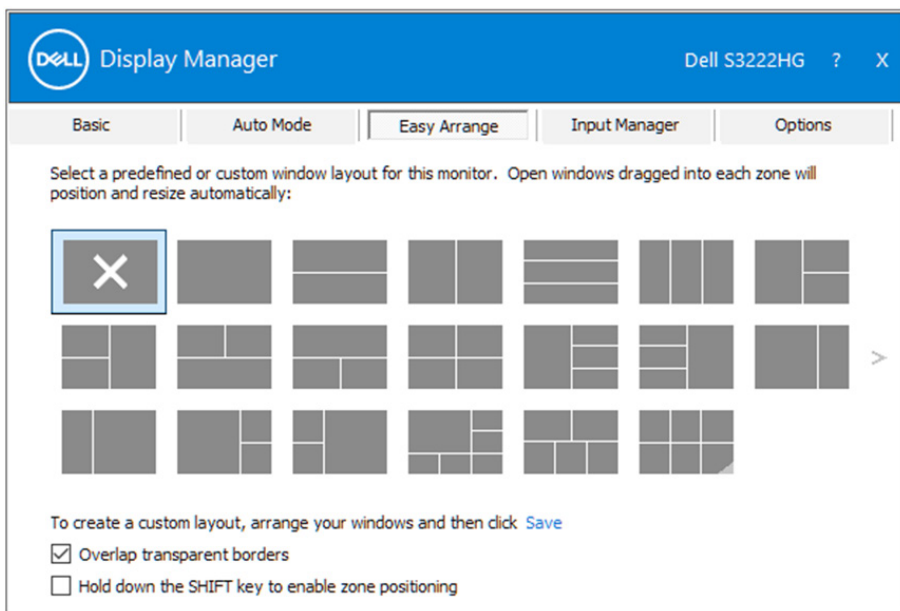 DELL Display Manager Dell S3222HG ? X
Basic Auto Mode Easy Arrange Input Manager Options
Select a predefined or custom window layout for this monitor. Open windows dragged into each zone will
position and resize automatically:
>
To create a custom layout, arrange your windows and then click Save
Overlap transparent borders
Hold down the SHIFT key to enable zone positioning